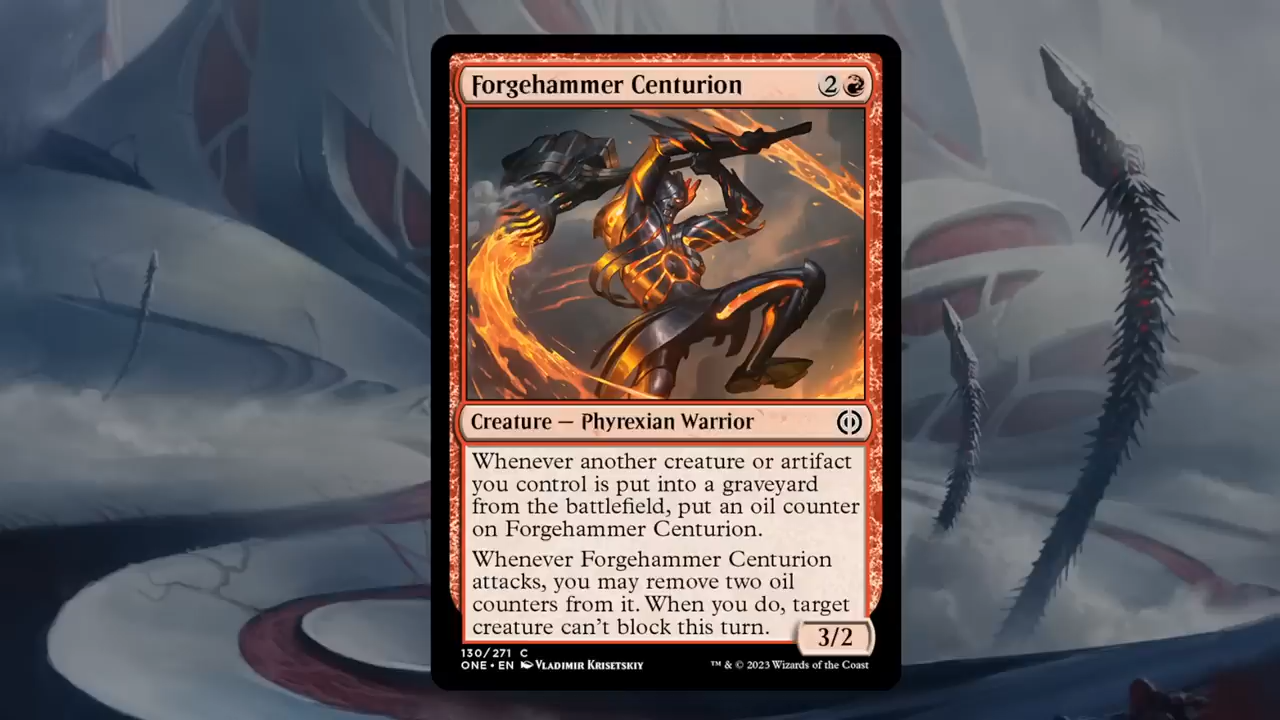 Forgehammer Centurion 2
Creature — Phyrexian Warrior
Whenever another creature or artifact
you control is put into a graveyard
from the battlefield, put an oil counter
on Forgehammer Centurion.
Whenever Forgehammer Centurion
attacks, you may remove two oil
counters from it. When you do, target
creature can't block this turn.
3/2
130/271 C
ONE • EN Vladimir Krisetskiy
™ & © 2023 Wizards of the Coast